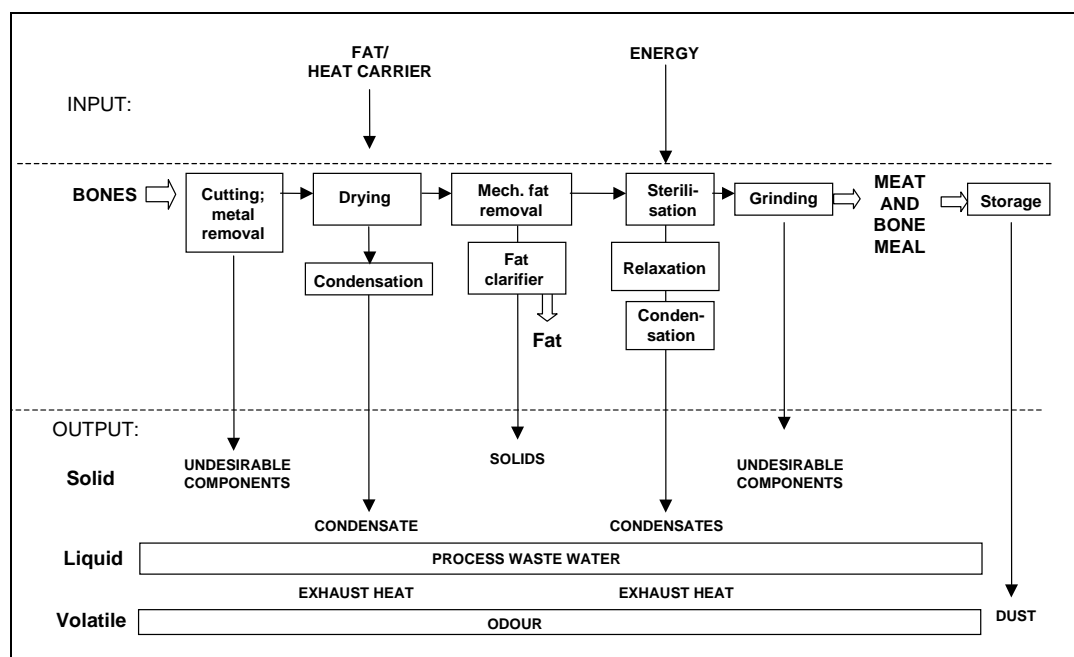 FAT/
HEAT CARRIER
ENERGY
INPUT:
BONES
Cutting;
metal
removal
Drying
Mech. fat
removal
Sterili-
sation
Grinding
MEAT
AND
BONE
MEAL
Storage
Condensation
Fat
clarifier
Relaxation
Fat
Conden-
sation
OUTPUT:
Solid
UNDESIRABLE
COMPONENTS
SOLIDS
UNDESIRABLE
COMPONENTS
CONDENSATE
CONDENSATES
Liquid
PROCESS WASTE WATER
EXHAUST HEAT
EXHAUST HEAT
Volatile
ODOUR
DUST